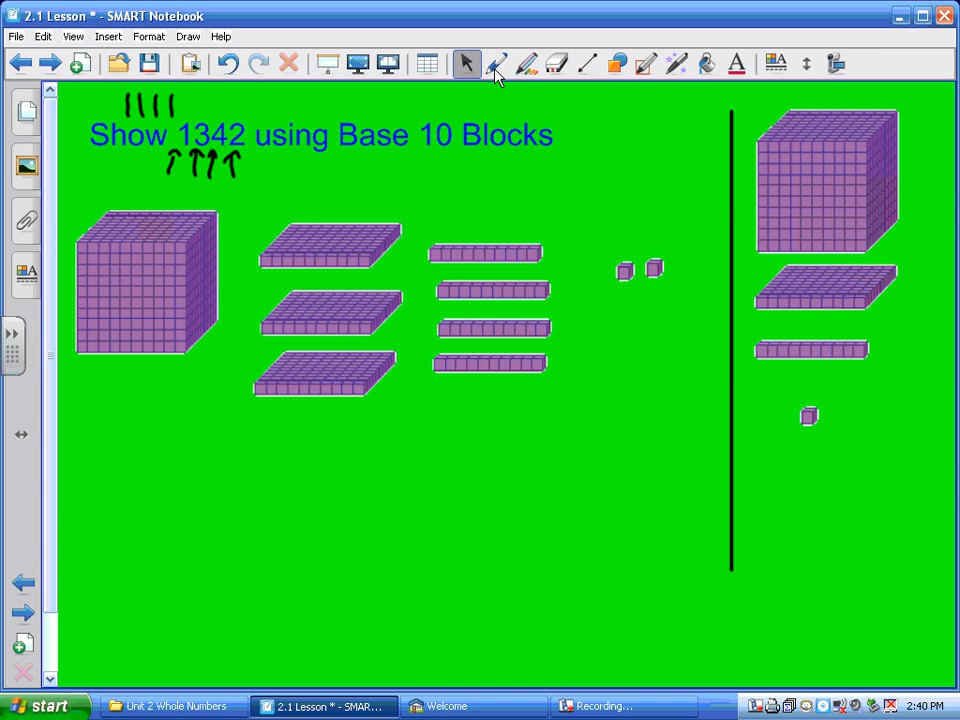 2.1 Lesson * - SMART Notebook
File Edit View Insert Format Draw Help
Show 1342 using Base 10 Blocks
start
Unit 2 Whole Numbers
2.1 Lesson * - SMAR...
Welcome
Recording...
2:40 PM